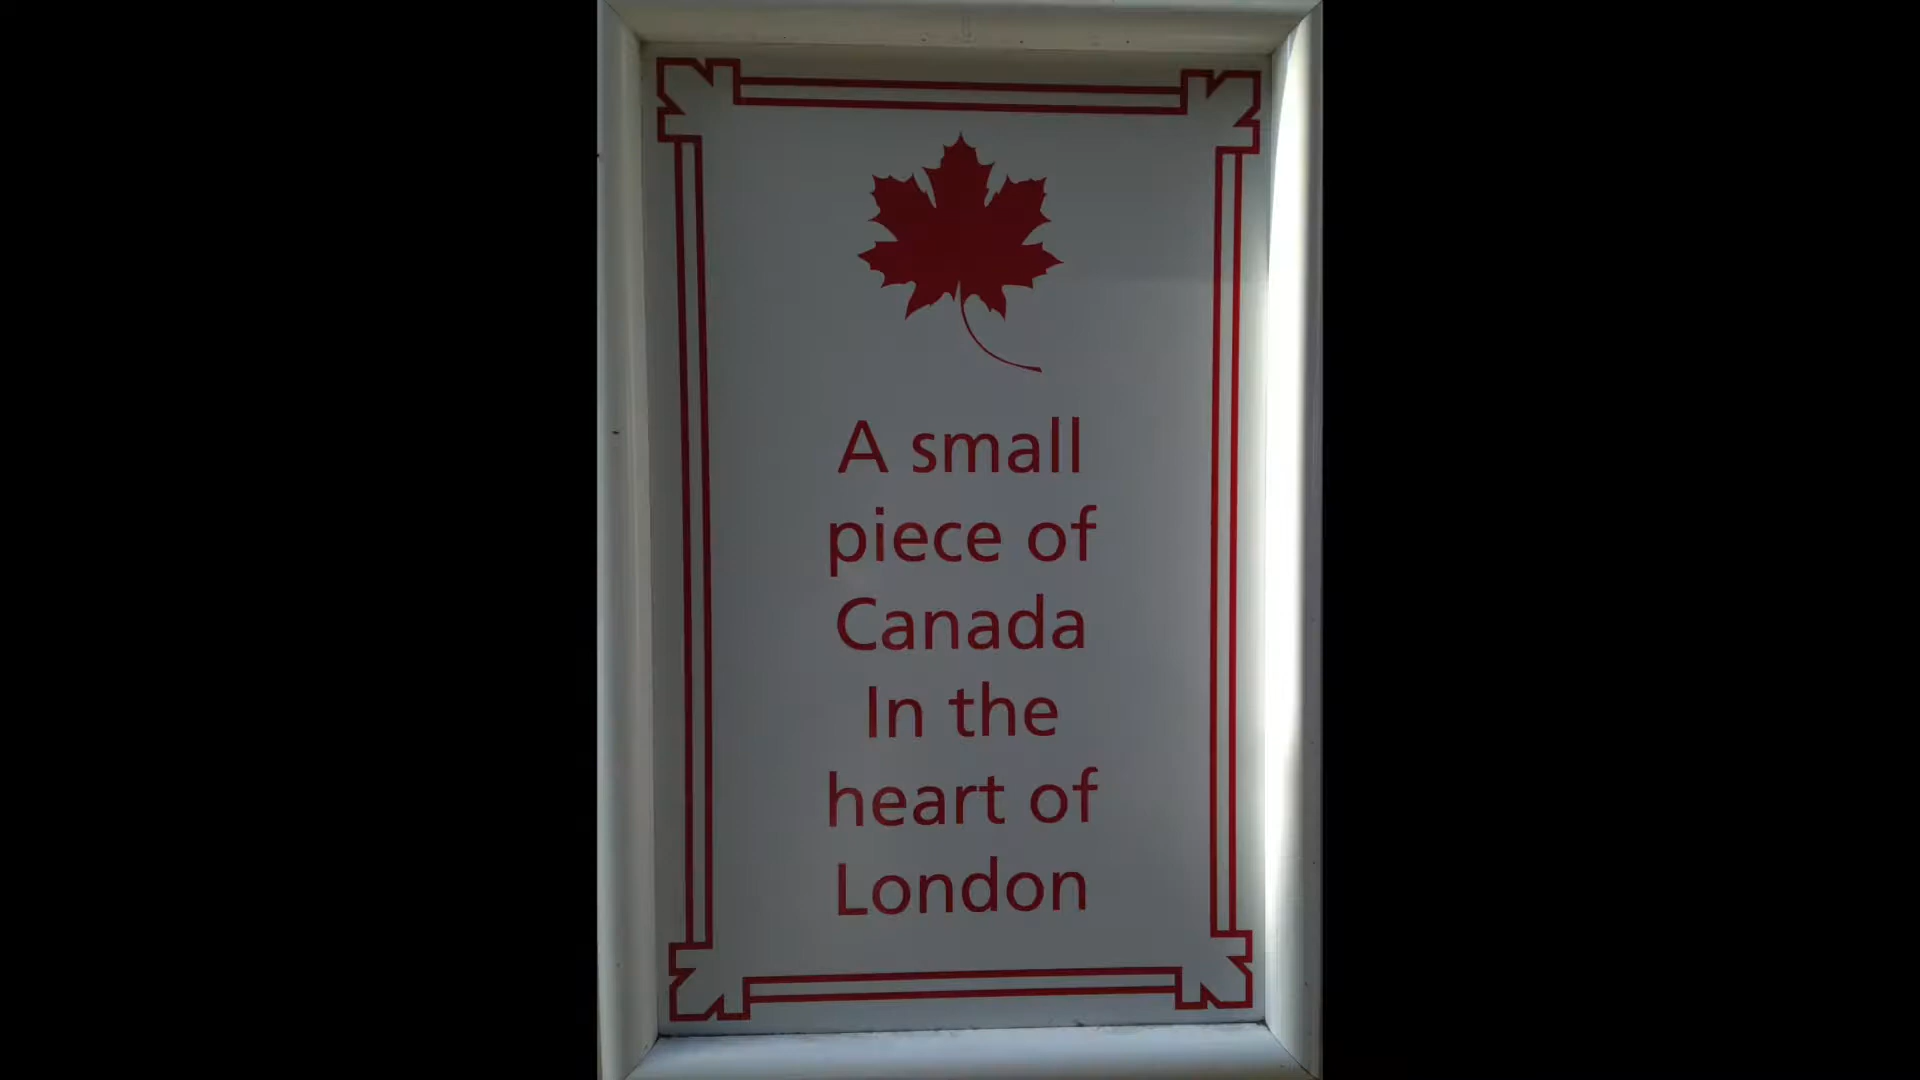 A small
piece of
Canada
In the
heart of
London